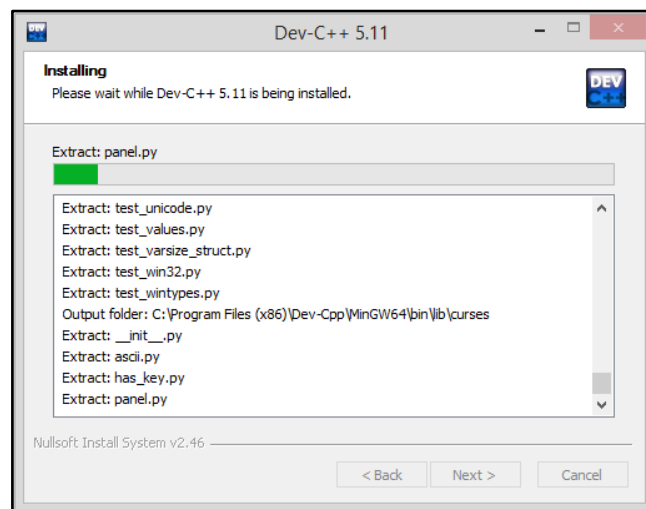 DEV
Dev-C++ 5.11
Installing
Please wait while Dev-C++ 5.11 is being installed.
DEV
C++
Extract: panel.py
Extract: test_unicode.py
Extract: test_values.py
Extract: test_varsize_struct.py
Extract: test_win32.py
Extract: test_wintypes.py
Output folder: C:\Program Files (x86)\Dev-Cpp\MinGW64\bin\lib\curses
Extract: __init__.py
Extract: ascii.py
Extract: has_key.py
Extract: panel.py
Nullsoft Install System v2.46
< Back Next > Cancel